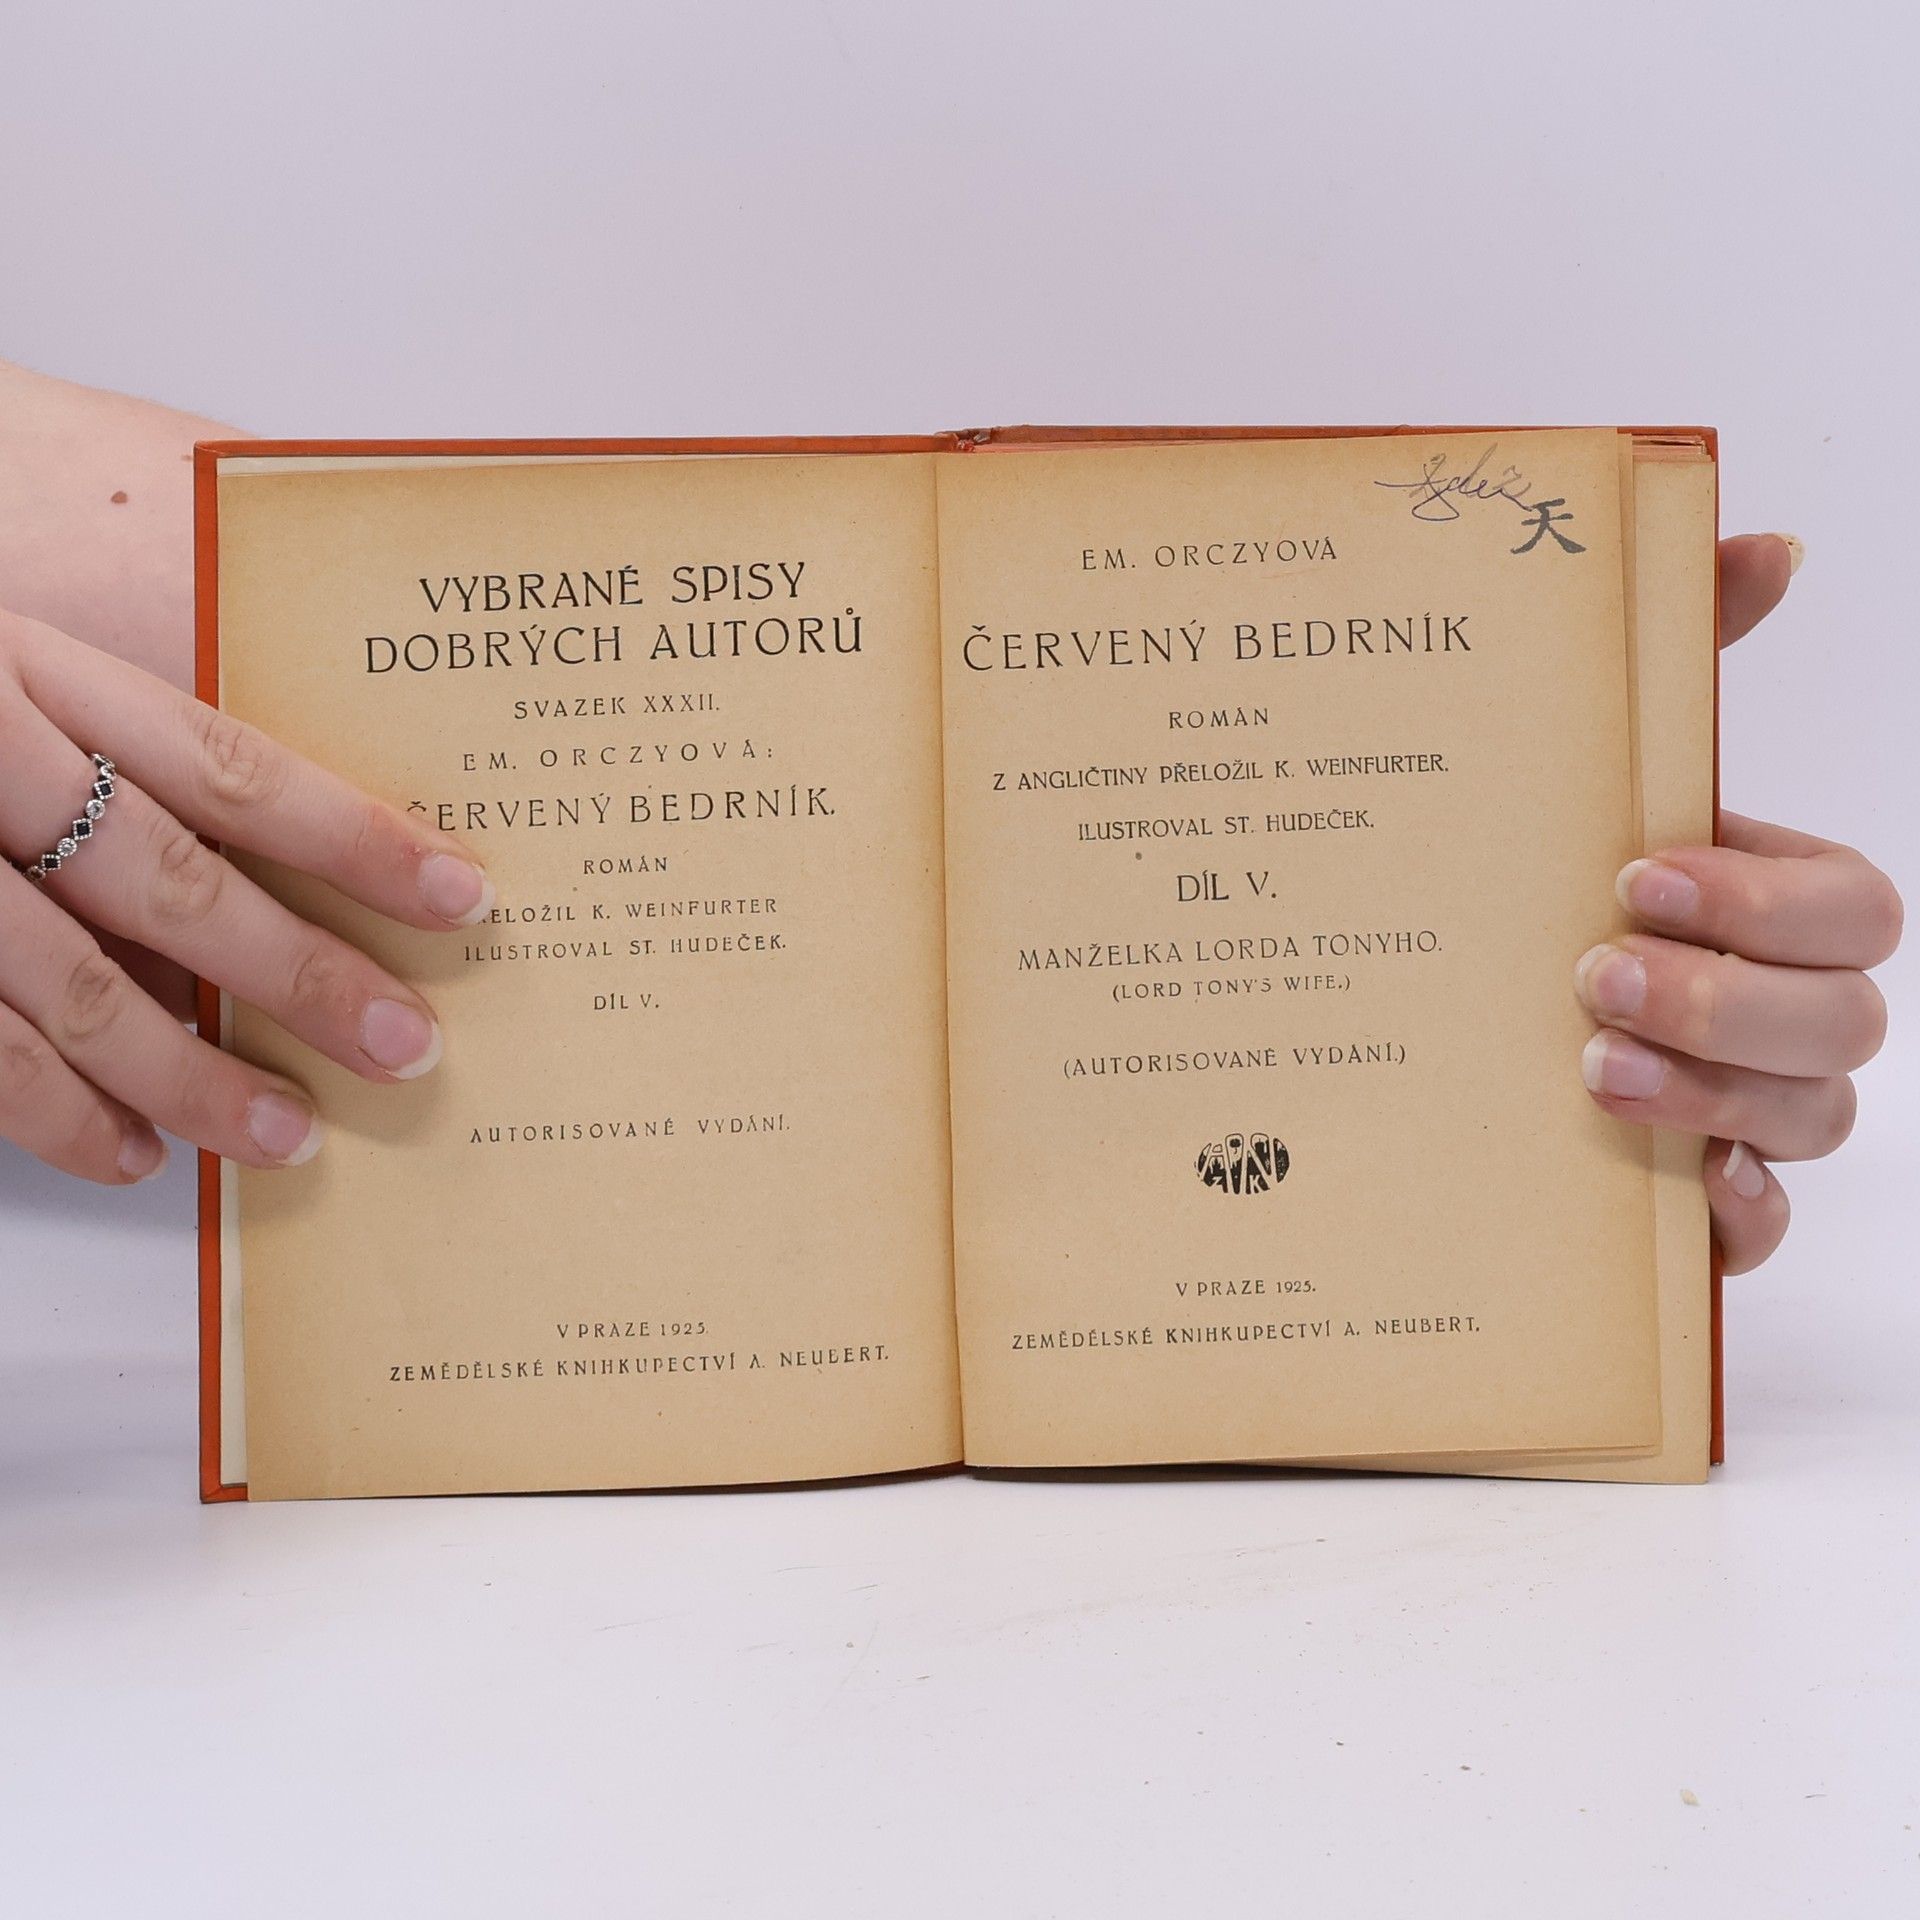 VYBRANÉ SPISY
DOBRÝCH AUTORŮ
SVAZEK XXXII.
EM. ORCZYOVÁ:
ČERVENÝ BEDRNÍK.
ROMÁN
PŘELOŽIL K. WEINFURTER
ILUSTROVAL ST. HUDEČEK.
DÍL V.
AUTORISOVANÉ VYDÁNÍ.
V PRAZE 1925.
ZEMĚDĚLSKÉ KNIHKUPECTVÍ A. NEUBERT.
天
EM. ORCZYOVÁ
ČERVENÝ BEDRNÍK
ROMÁN
Z ANGLIČTINY PŘELOŽIL K. WEINFURTER.
ILUSTROVAL ST. HUDEČEK.
DÍL V.
MANŽELKA LORDA TONYHO.
(LORD TONY'S WIFE.)
(AUTORISOVANÉ VYDÁNÍ.)
V PRAZE 1925.
ZEMĚDĚLSKÉ KNIHKUPECTVÍ A. NEUBERT.